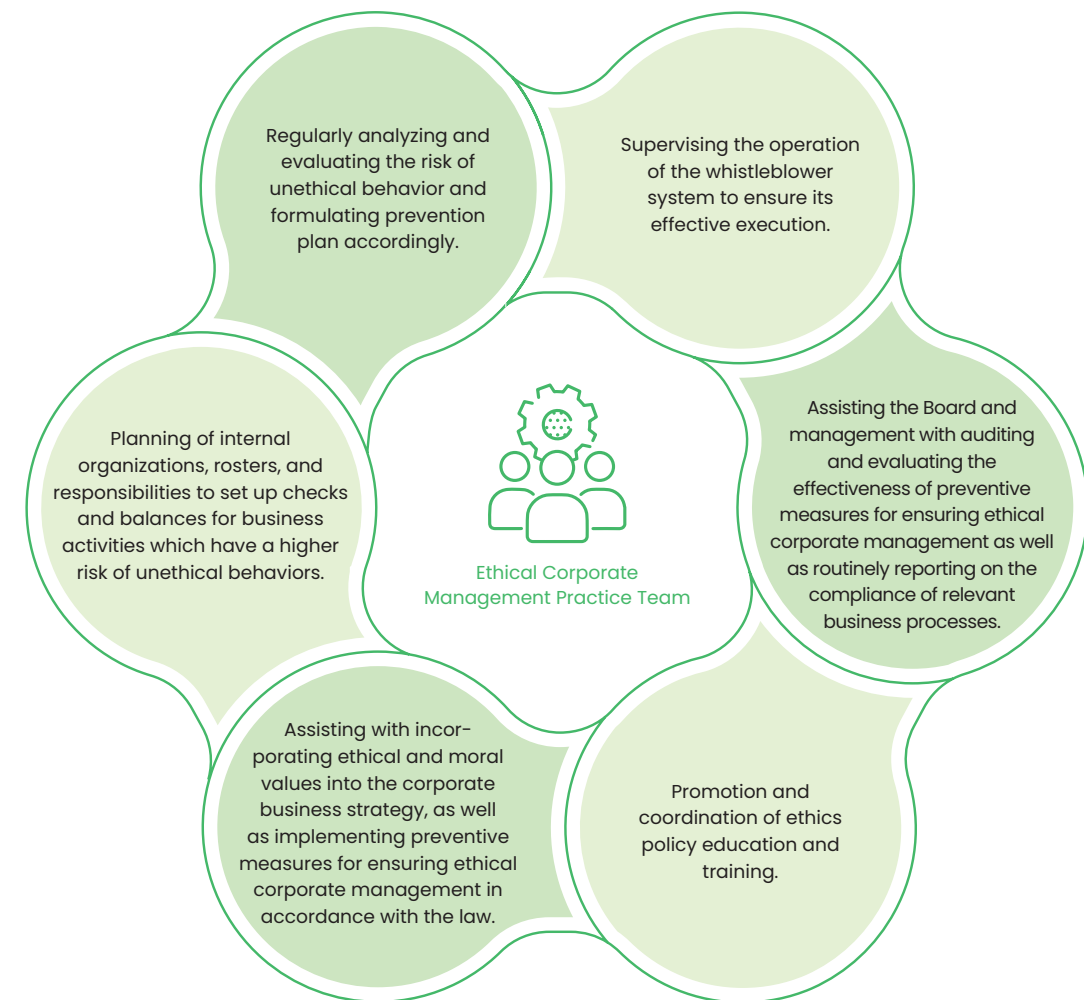 Regularly analyzing and
evaluating the risk of
unethical behavior and
formulating prevention
plan accordingly.
Supervising the operation
of the whistleblower
system to ensure its
effective execution.
Assisting the Board and
management with auditing
and evaluating the
effectiveness of preventive
measures for ensuring ethical
corporate management as well
as routinely reporting on the
compliance of relevant
business processes.
Planning of internal
organizations, rosters, and
responsibilities to set up checks
and balances for business
activities which have a higher
risk of unethical behaviors.
Ethical Corporate
Management Practice Team
Assisting with incor-
porating ethical and moral
values into the corporate
business strategy, as well
as implementing preventive
measures for ensuring ethical
corporate management in
accordance with the law.
Promotion and
coordination of ethics
policy education and
training.